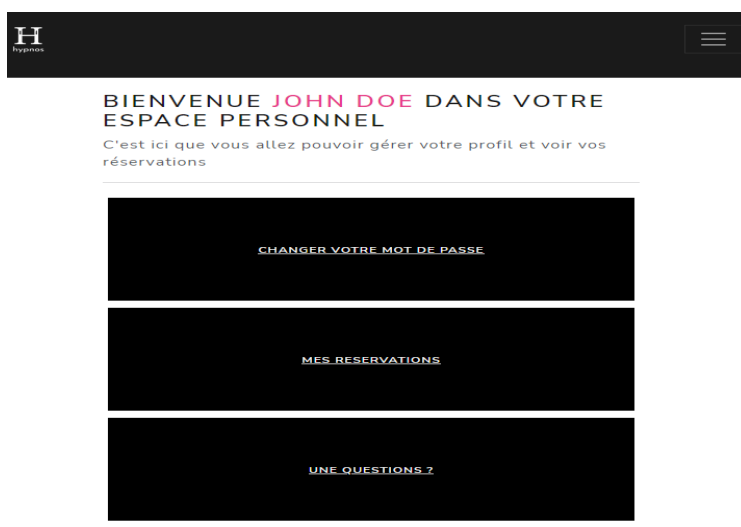 H
hypnos
BIENVENUE JOHN DOE DANS VOTRE
ESPACE PERSONNEL
C'est ici que vous allez pouvoir gérer votre profil et voir vos
réservations
CHANGER VOTRE MOT DE PASSE
MES RESERVATIONS
UNE QUESTIONS ?